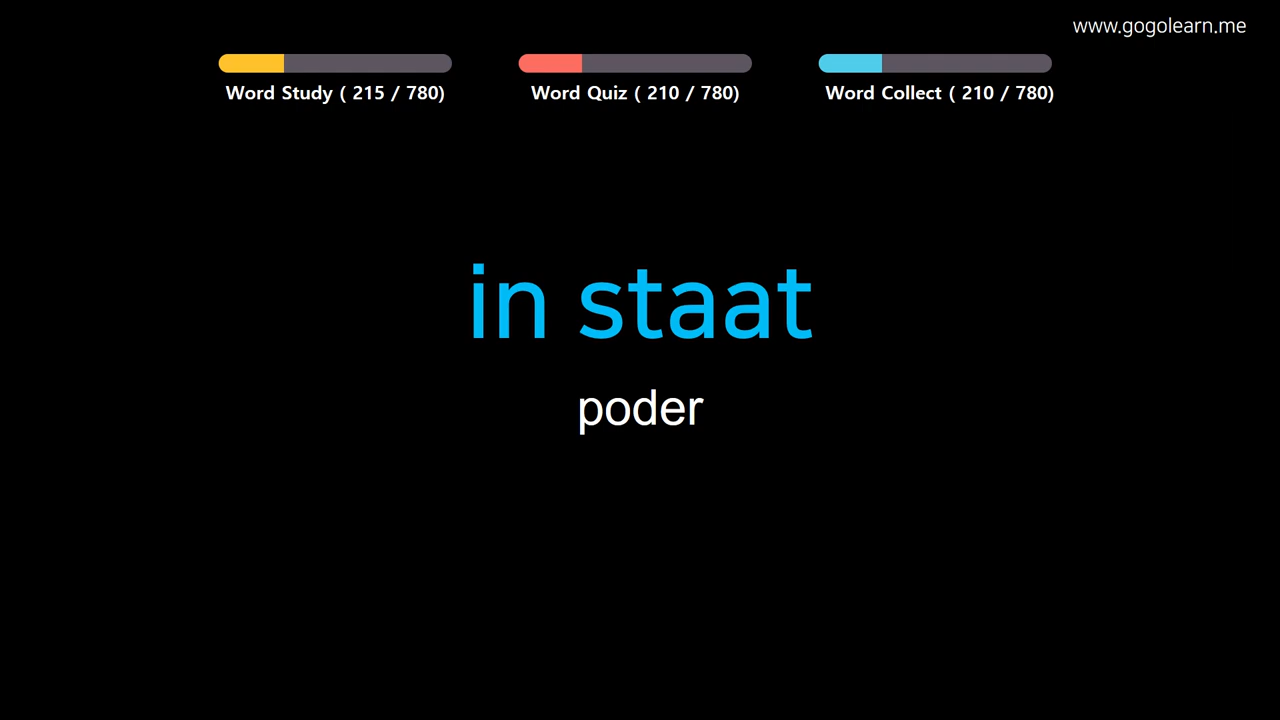 www.gogolearn.me
Word Study ( 215 / 780)
Word Quiz ( 210 / 780)
Word Collect ( 210 / 780)
in staat
poder